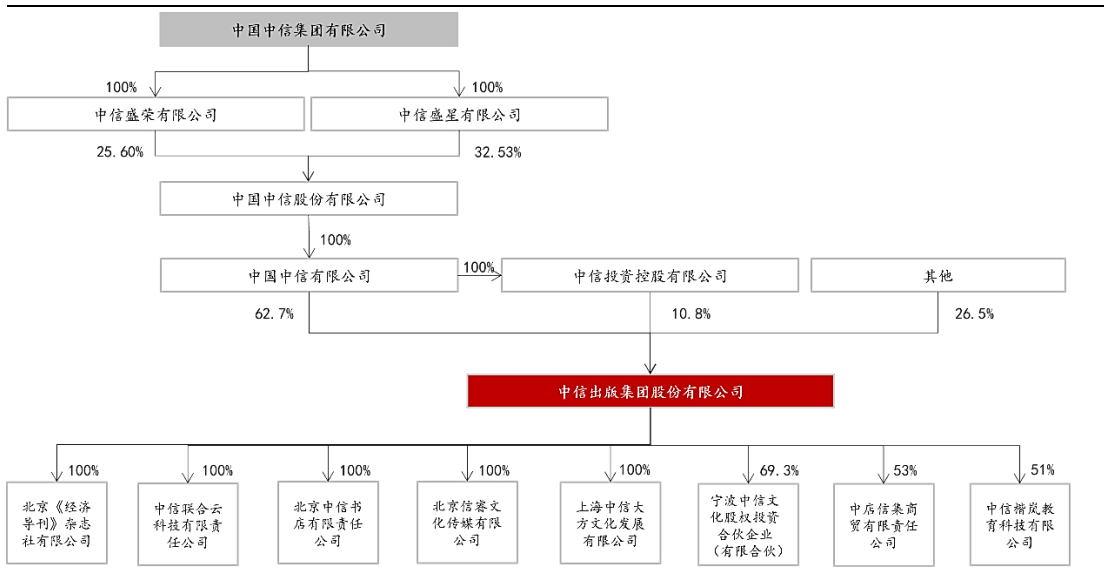 中国中信集团有限公司
100%
100%
中信盛荣有限公司
中信盛星有限公司
25.60%
32.53%
中国中信股份有限公司
100%
中国中信有限公司
100%
中信投资控股有限公司
其他
62.7%
10.8%
26.5%
中信出版集团股份有限公司
100%
100%
100%
100%
100%
69.3%
53%
51%
北京《经济
导刊》杂志
社有限公司
中信联合云
科技有限责
任公司
北京中信书
店有限责任
公司
北京信睿文
化传媒有限
公司
上海中信大
方文化发展
有限公司
宁波中信文
化股权投资
合伙企业
（有限合伙）
中店信集商
贸有限责任
公司
中信楷岚教
育科技有限
公司